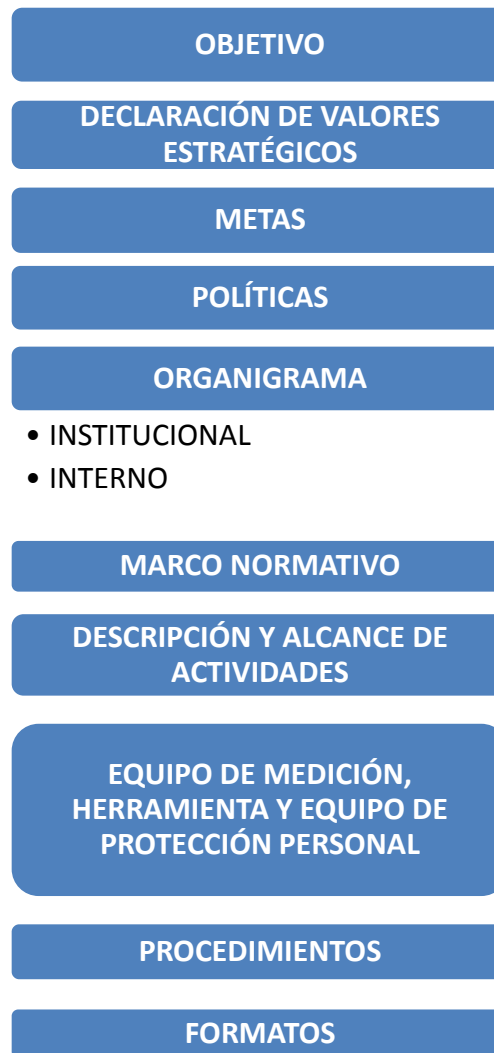 OBJETIVO
DECLARACIÓN DE VALORES
ESTRATÉGICOS
METAS
POLÍTICAS
ORGANIGRAMA
• INSTITUCIONAL
• INTERNO
MARCO NORMATIVO
DESCRIPCIÓN Y ALCANCE DE
ACTIVIDADES
EQUIPO DE MEDICIÓN,
HERRAMIENTA Y EQUIPO DE
PROTECCIÓN PERSONAL
PROCEDIMIENTOS
FORMATOS